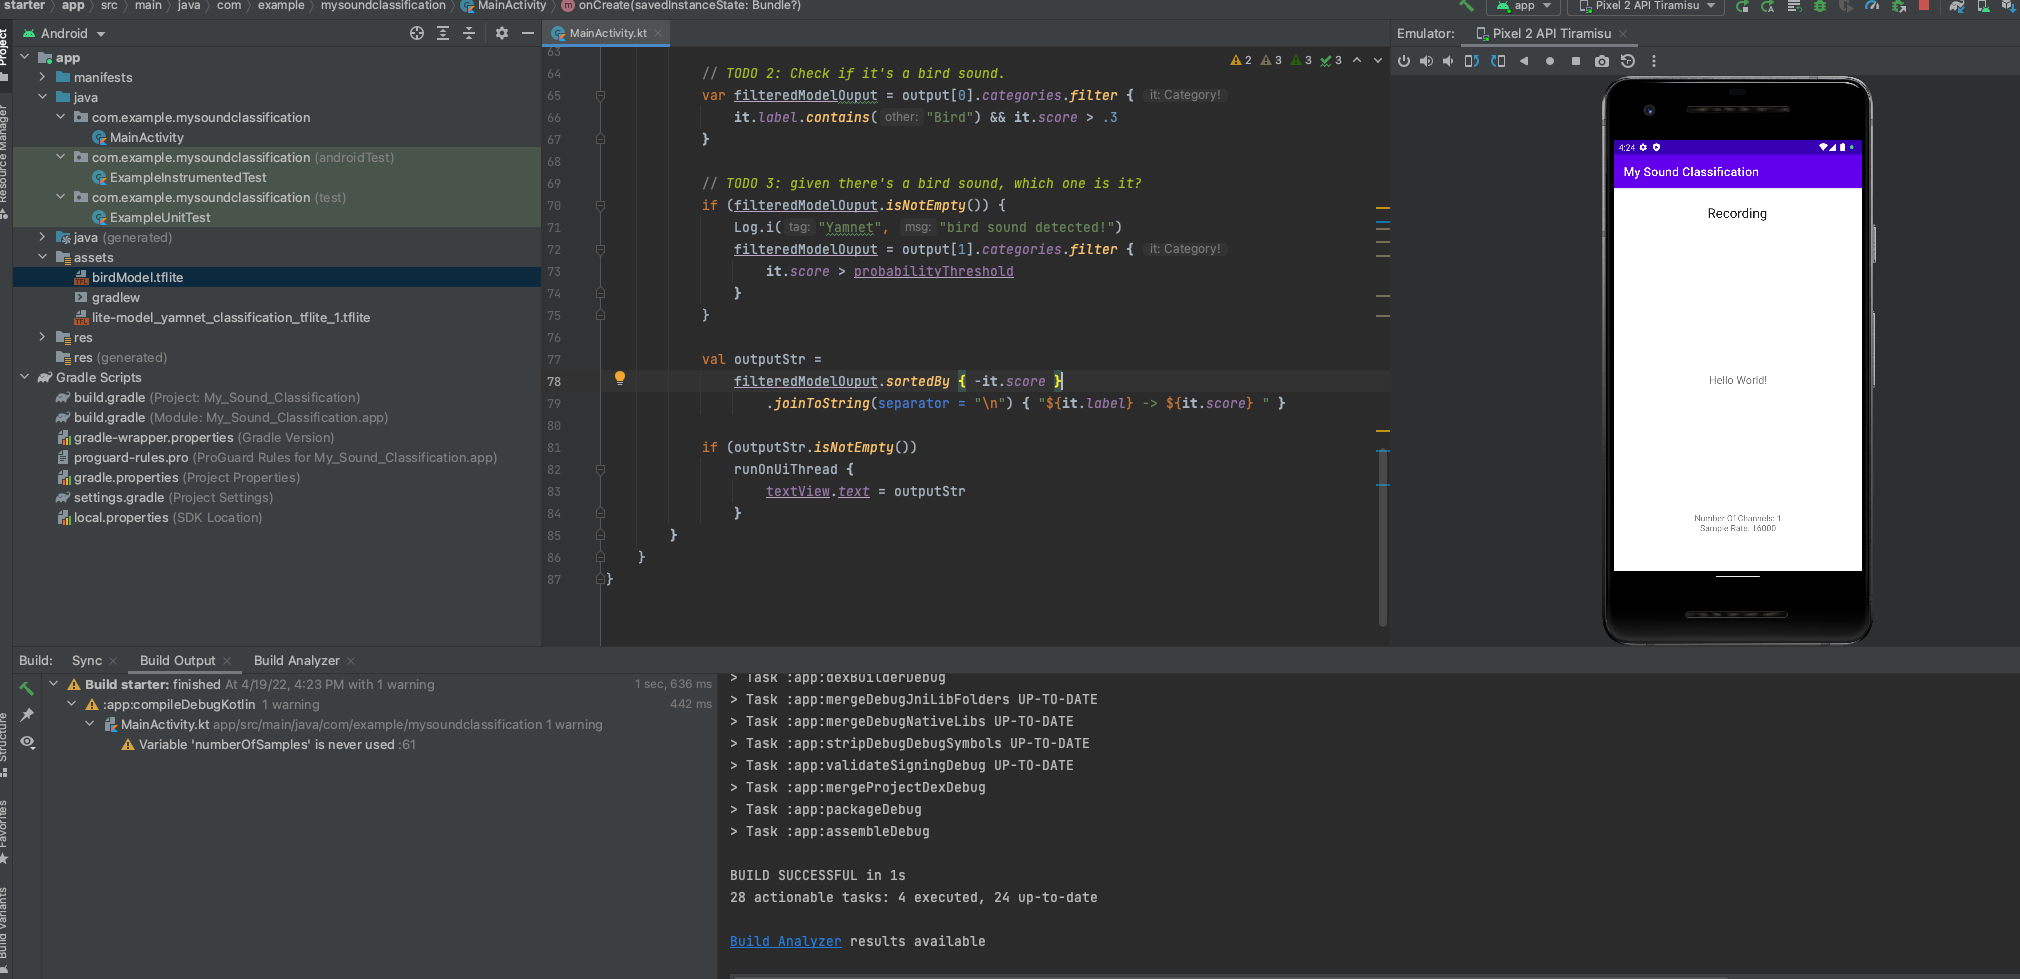 starter > app > src > main > java > com > example > mysoundclassification > MainActivity > onCreate(savedInstanceState: Bundle?)
app
Pixel 2 API Tiramisu
Project
Resource Manager
Structure
Favorites
Build Variants
Android
app
manifests
java
com.example.mysoundclassification
MainActivity
com.example.mysoundclassification (androidTest)
ExampleInstrumentedTest
com.example.mysoundclassification (test)
ExampleUnitTest
java (generated)
assets
birdModel.tflite
gradlew
lite-model_yamnet_classification_tflite_1.tflite
res
res (generated)
Gradle Scripts
build.gradle (Project: My_Sound_Classification)
build.gradle (Module: My_Sound_Classification.app)
gradle-wrapper.properties (Gradle Version)
proguard-rules.pro (ProGuard Rules for My_Sound_Classification.app)
gradle.properties (Project Properties)
settings.gradle (Project Settings)
local.properties (SDK Location)
MainActivity.kt
2 3 3 3
63
64 // TODO 2: Check if it's a bird sound.
65 var filteredModelOuput = output[0].categories.filter { it: Category!
66 it.label.contains( other: "Bird") && it.score > .3
67 }
68
69 // TODO 3: given there's a bird sound, which one is it?
70 if (filteredModelOuput.isNotEmpty()) {
71 Log.i( tag: "Yamnet", msg: "bird sound detected!")
72 filteredModelOuput = output[1].categories.filter { it: Category!
73 it.score > probabilityThreshold
74 }
75 }
76
77 val outputStr =
78 filteredModelOuput.sortedBy { -it.score }
79 .joinToString(separator = "\n") { "${it.label} -> ${it.score} " }
80
81 if (outputStr.isNotEmpty())
82 runOnUiThread {
83 textView.text = outputStr
84 }
85 }
86 }
87 }
Emulator: Pixel 2 API Tiramisu
4:24
My Sound Classification
Recording
Hello World!
Number Of Channels: 1
Sample Rate: 16000
Build: Sync Build Output Build Analyzer
Build starter: finished At 4/19/22, 4:23 PM with 1 warning 1 sec, 636 ms
:app:compileDebugKotlin 1 warning 442 ms
MainActivity.kt app/src/main/java/com/example/mysoundclassification 1 warning
Variable 'numberOfSamples' is never used :61
> Task :app:dexBuilderDebug
> Task :app:mergeDebugJniLibFolders UP-TO-DATE
> Task :app:mergeDebugNativeLibs UP-TO-DATE
> Task :app:stripDebugDebugSymbols UP-TO-DATE
> Task :app:validateSigningDebug UP-TO-DATE
> Task :app:mergeProjectDexDebug
> Task :app:packageDebug
> Task :app:assembleDebug
BUILD SUCCESSFUL in 1s
28 actionable tasks: 4 executed, 24 up-to-date
Build Analyzer results available